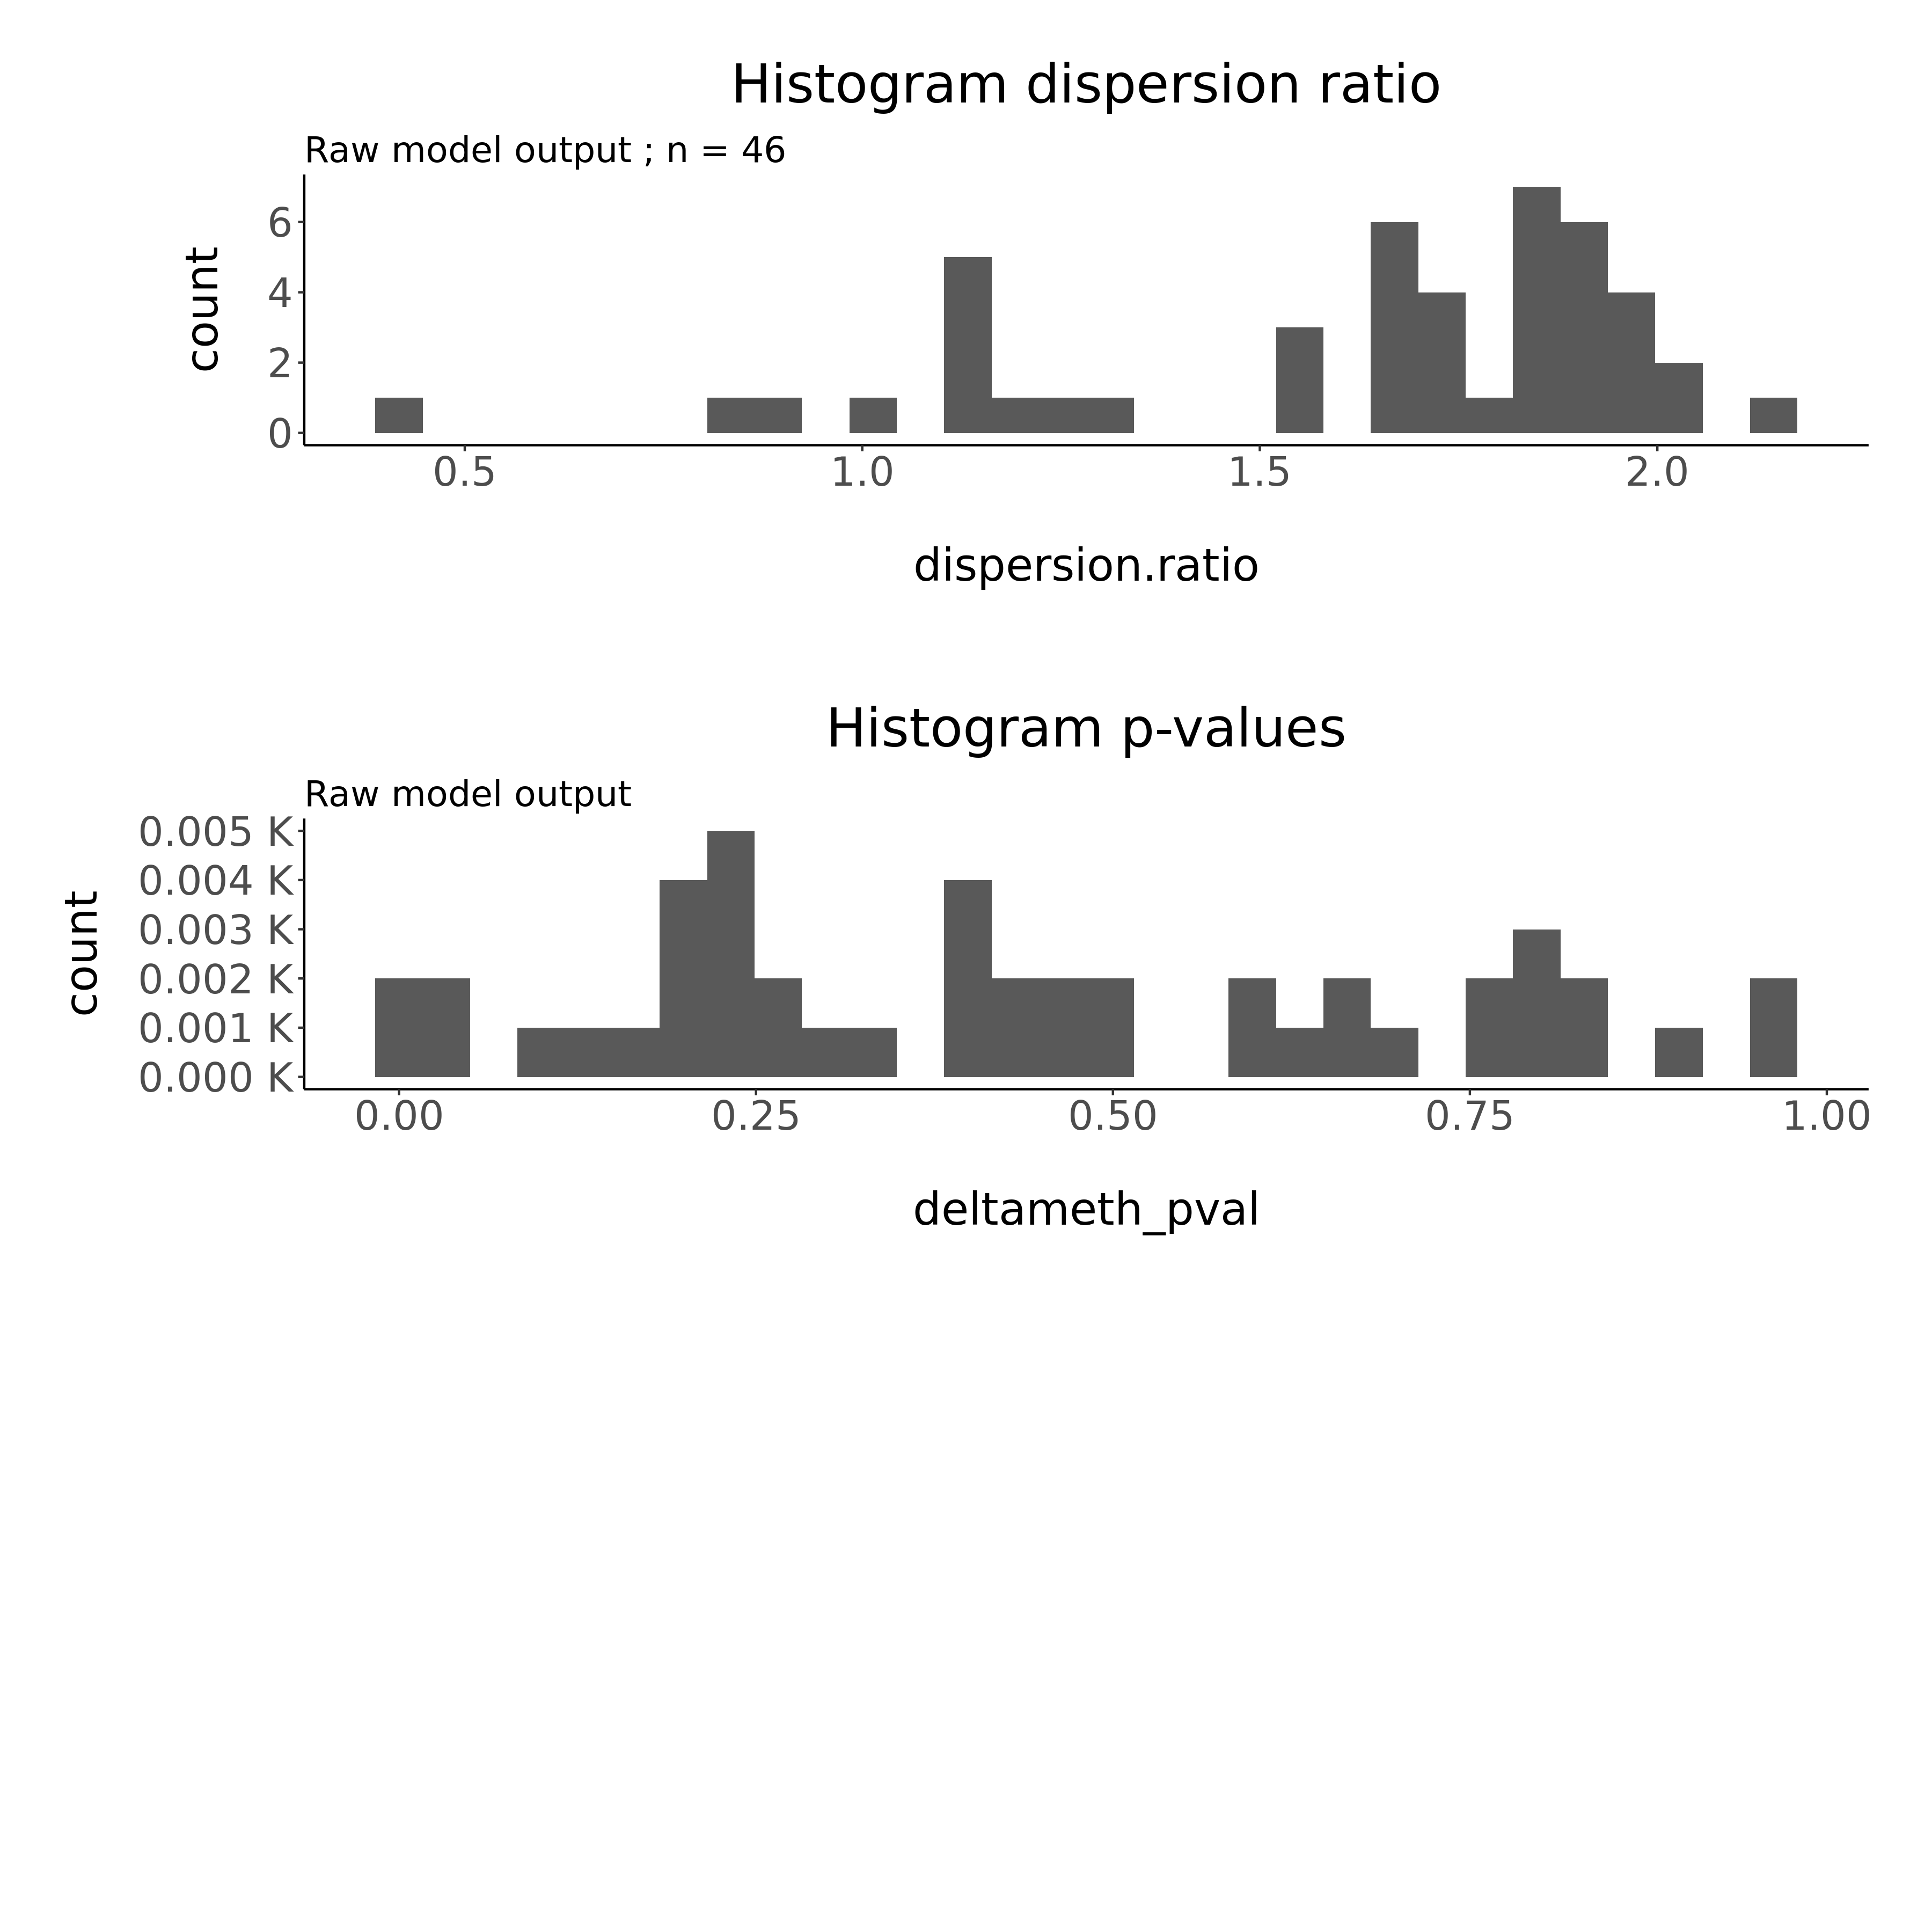 Histogram dispersion ratio
Raw model output ; n = 46
count
6
4
2
0
0.5 1.0 1.5 2.0
dispersion.ratio
Histogram p-values
Raw model output
count
0.005 K
0.004 K
0.003 K
0.002 K
0.001 K
0.000 K
0.00 0.25 0.50 0.75 1.00
deltameth_pval